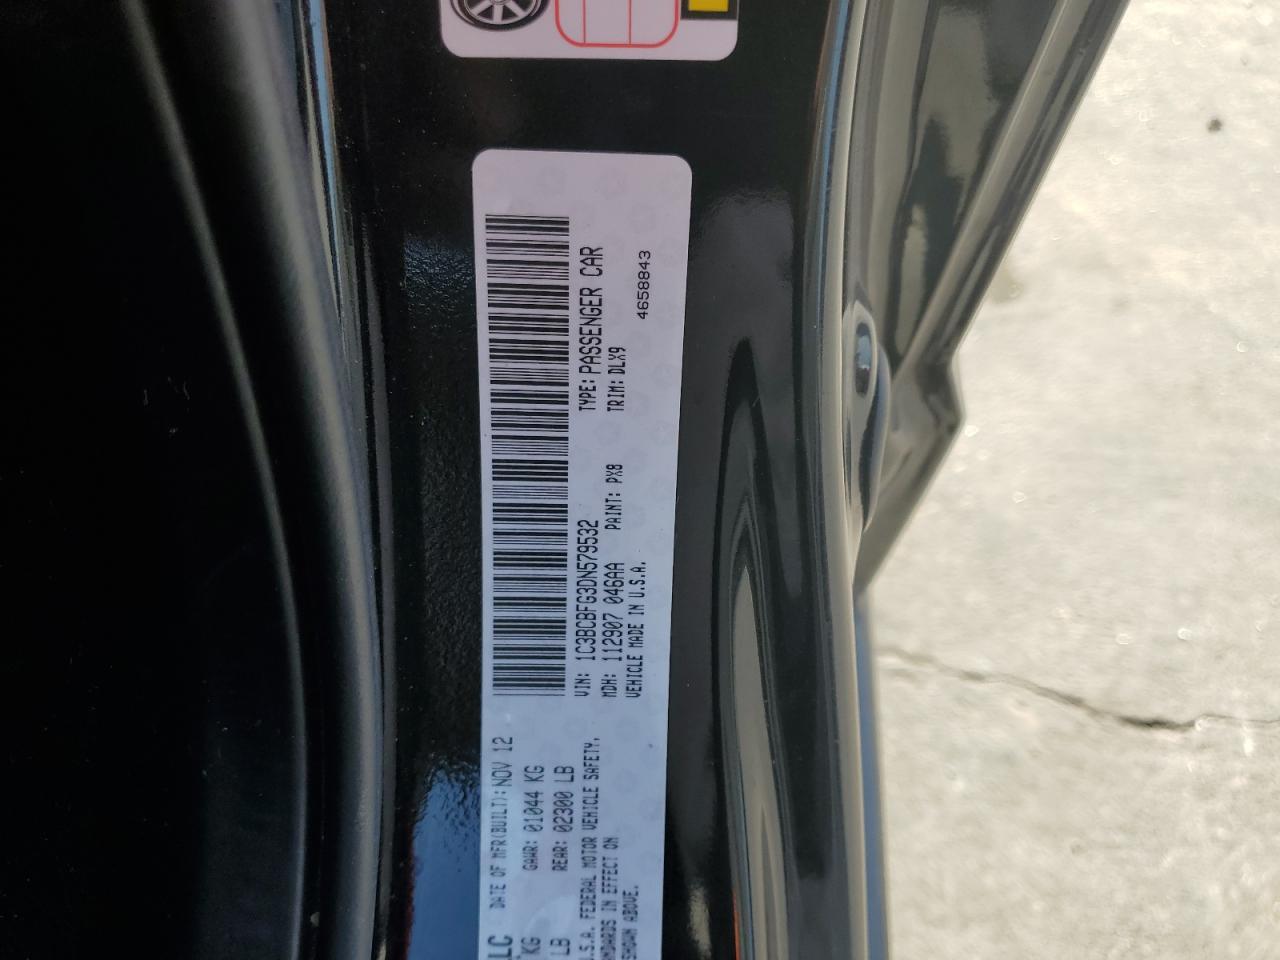 LLC DATE OF MFR(BUILT): NOV 12
KG GAWR: 01044 KG
LB REAR: 02300 LB
U.S.A. FEDERAL MOTOR VEHICLE SAFETY,
IN EFFECT ON
SHOWN ABOVE.
VIN: 1C3BCBFG3DN579532 TYPE: PASSENGER CAR
MDH: 112907 046AA PAINT: PX8 TRIM: DLX9
VEHICLE MADE IN U.S.A. 4658843